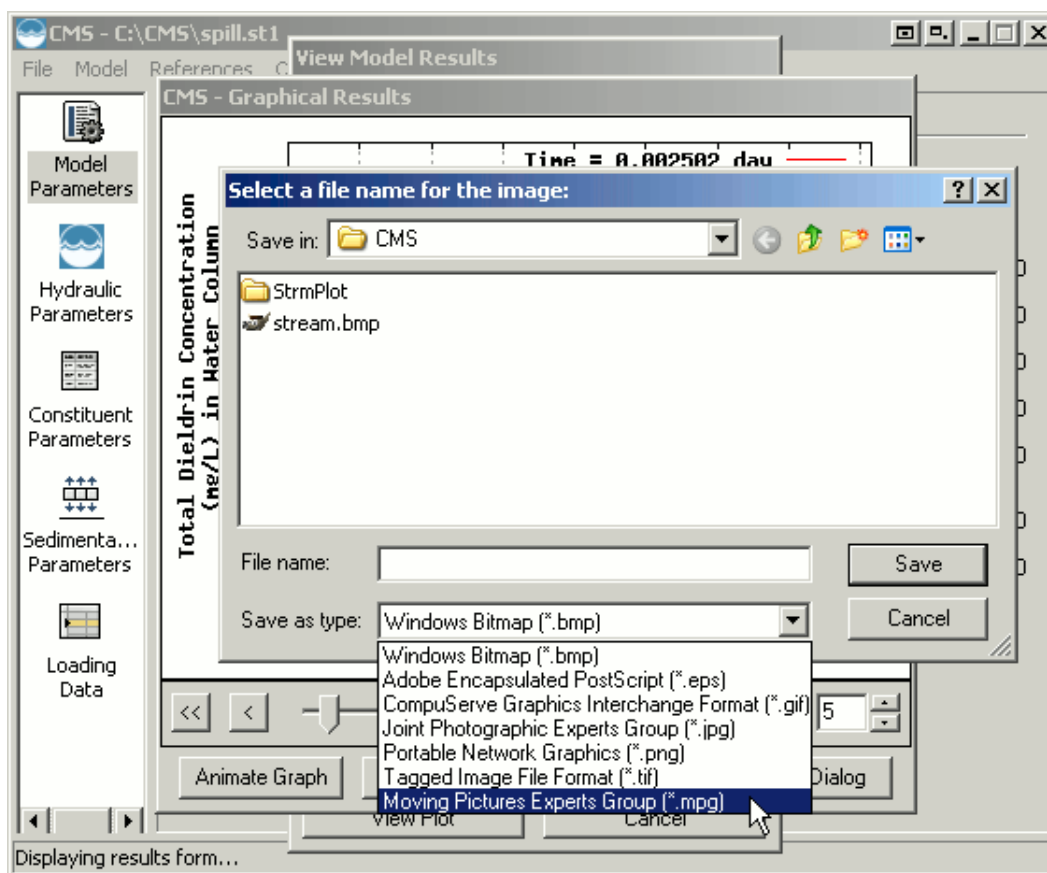 CMS - C:\CMS\spill.st1
File Model References
View Model Results
CMS - Graphical Results
Model
Parameters
Hydraulic
Parameters
Constituent
Parameters
Sedimenta...
Parameters
Loading
Data
Time = 0.002502 day
Total Dieldrin Concentration
(mg/L) in Water Column
Select a file name for the image:
Save in: CMS
StrmPlot
stream.bmp
File name:
Save
Save as type: Windows Bitmap (*.bmp)
Cancel
Windows Bitmap (*.bmp)
Adobe Encapsulated PostScript (*.eps)
CompuServe Graphics Interchange Format (*.gif)
Joint Photographic Experts Group (*.jpg)
Portable Network Graphics (*.png)
Tagged Image File Format (*.tif)
Moving Pictures Experts Group (*.mpg)
<< < 5
Animate Graph Dialog
View Plot Cancel
Displaying results form...